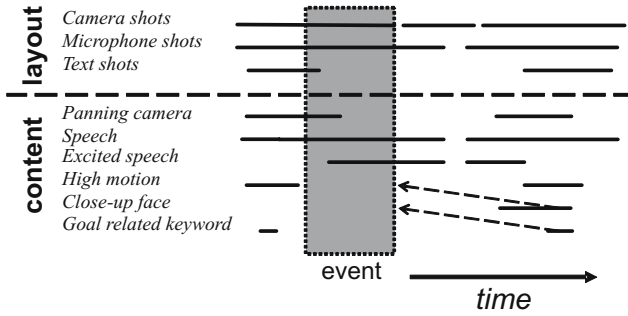 layout
Camera shots
Microphone shots
Text shots
content
Panning camera
Speech
Excited speech
High motion
Close-up face
Goal related keyword
event
time